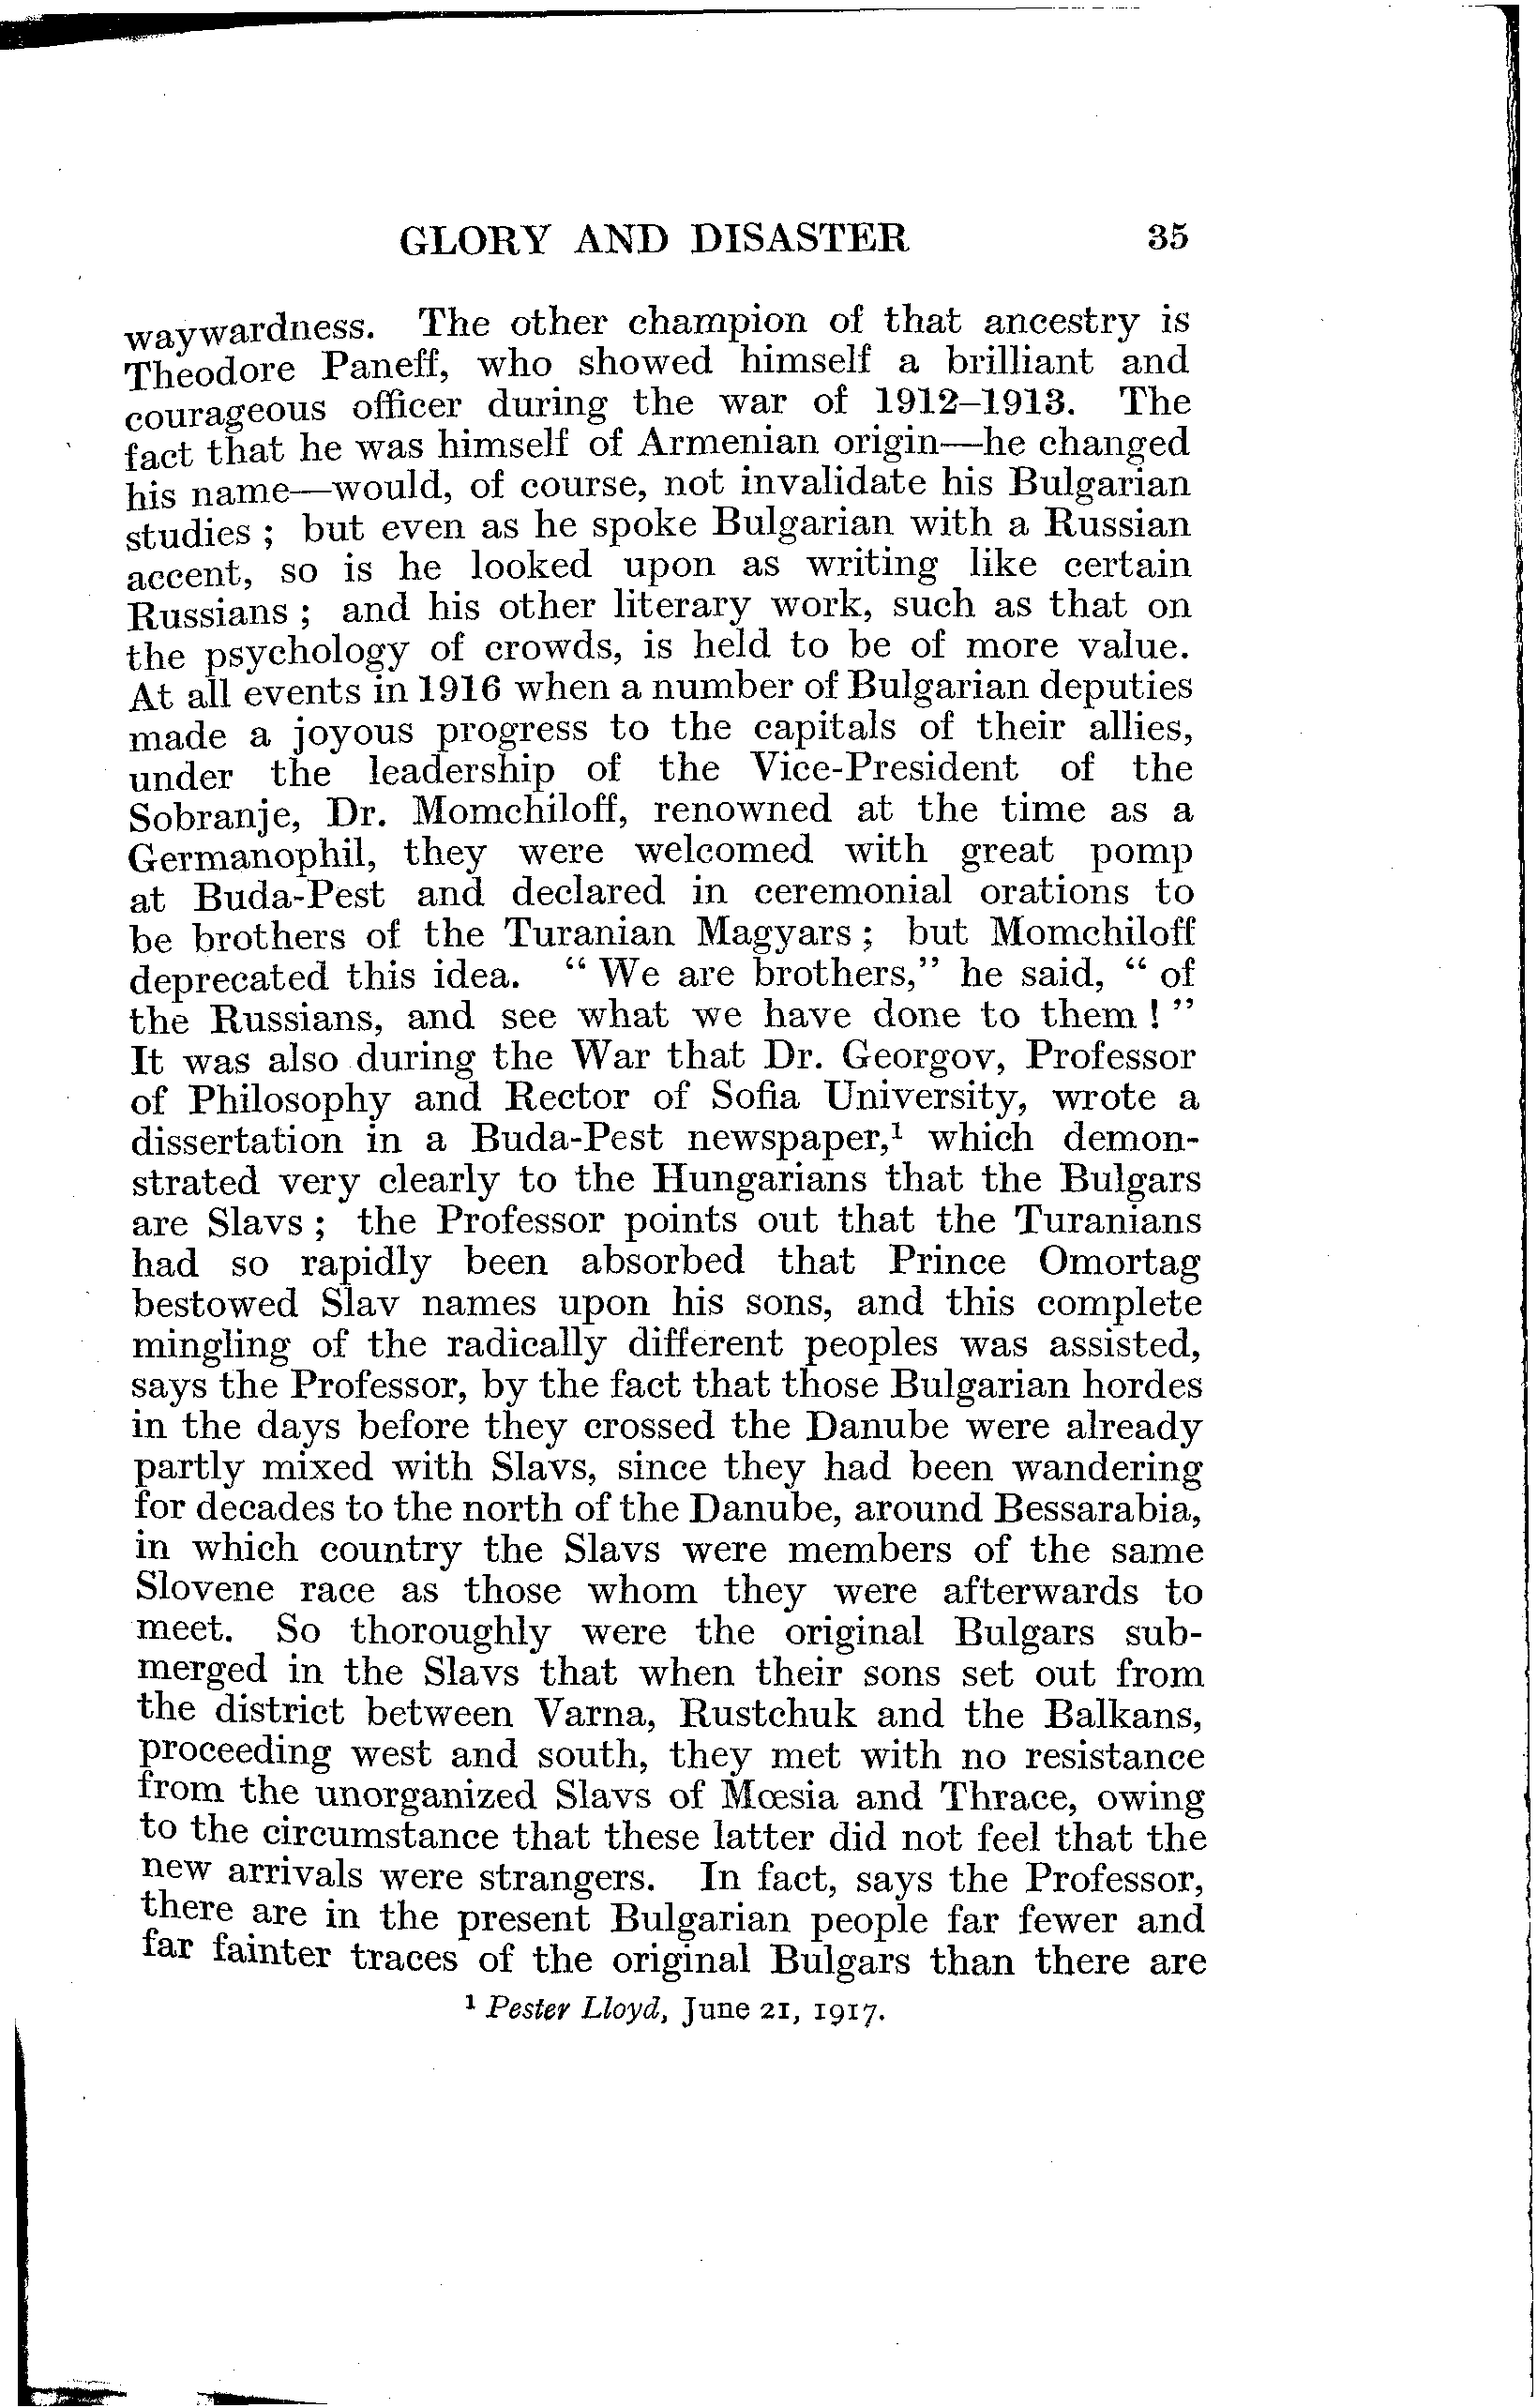 GLORY AND DISASTER 35
waywardness. The other champion of that ancestry is
Theodore Paneff, who showed himself a brilliant and
courageous officer during the war of 1912–1913. The
fact that he was himself of Armenian origin—he changed
his name—would, of course, not invalidate his Bulgarian
studies ; but even as he spoke Bulgarian with a Russian
accent, so is he looked upon as writing like certain
Russians ; and his other literary work, such as that on
the psychology of crowds, is held to be of more value.
At all events in 1916 when a number of Bulgarian deputies
made a joyous progress to the capitals of their allies,
under the leadership of the Vice-President of the
Sobranje, Dr. Momchiloff, renowned at the time as a
Germanophil, they were welcomed with great pomp
at Buda-Pest and declared in ceremonial orations to
be brothers of the Turanian Magyars ; but Momchiloff
deprecated this idea. “ We are brothers,” he said, “ of
the Russians, and see what we have done to them ! ”
It was also during the War that Dr. Georgov, Professor
of Philosophy and Rector of Sofia University, wrote a
dissertation in a Buda-Pest newspaper,¹ which demon-
strated very clearly to the Hungarians that the Bulgars
are Slavs ; the Professor points out that the Turanians
had so rapidly been absorbed that Prince Omortag
bestowed Slav names upon his sons, and this complete
mingling of the radically different peoples was assisted,
says the Professor, by the fact that those Bulgarian hordes
in the days before they crossed the Danube were already
partly mixed with Slavs, since they had been wandering
for decades to the north of the Danube, around Bessarabia,
in which country the Slavs were members of the same
Slovene race as those whom they were afterwards to
meet. So thoroughly were the original Bulgars sub-
merged in the Slavs that when their sons set out from
the district between Varna, Rustchuk and the Balkans,
proceeding west and south, they met with no resistance
from the unorganized Slavs of Mœsia and Thrace, owing
to the circumstance that these latter did not feel that the
new arrivals were strangers. In fact, says the Professor,
there are in the present Bulgarian people far fewer and
far fainter traces of the original Bulgars than there are
¹ Pester Lloyd, June 21, 1917.